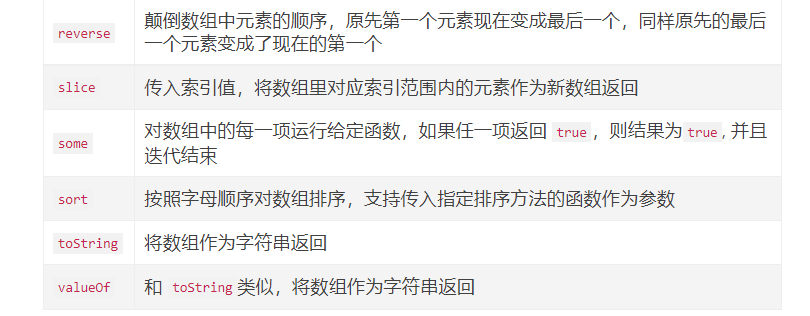 reverse
颠倒数组中元素的顺序，原先第一个元素现在变成最后一个，同样原先的最后
一个元素变成了现在的第一个
slice
传入索引值，将数组里对应索引范围内的元素作为新数组返回
some
对数组中的每一项运行给定函数，如果任一项返回 true，则结果为true, 并且
迭代结束
sort
按照字母顺序对数组排序，支持传入指定排序方法的函数作为参数
toString
将数组作为字符串返回
valueOf
和 toString类似，将数组作为字符串返回